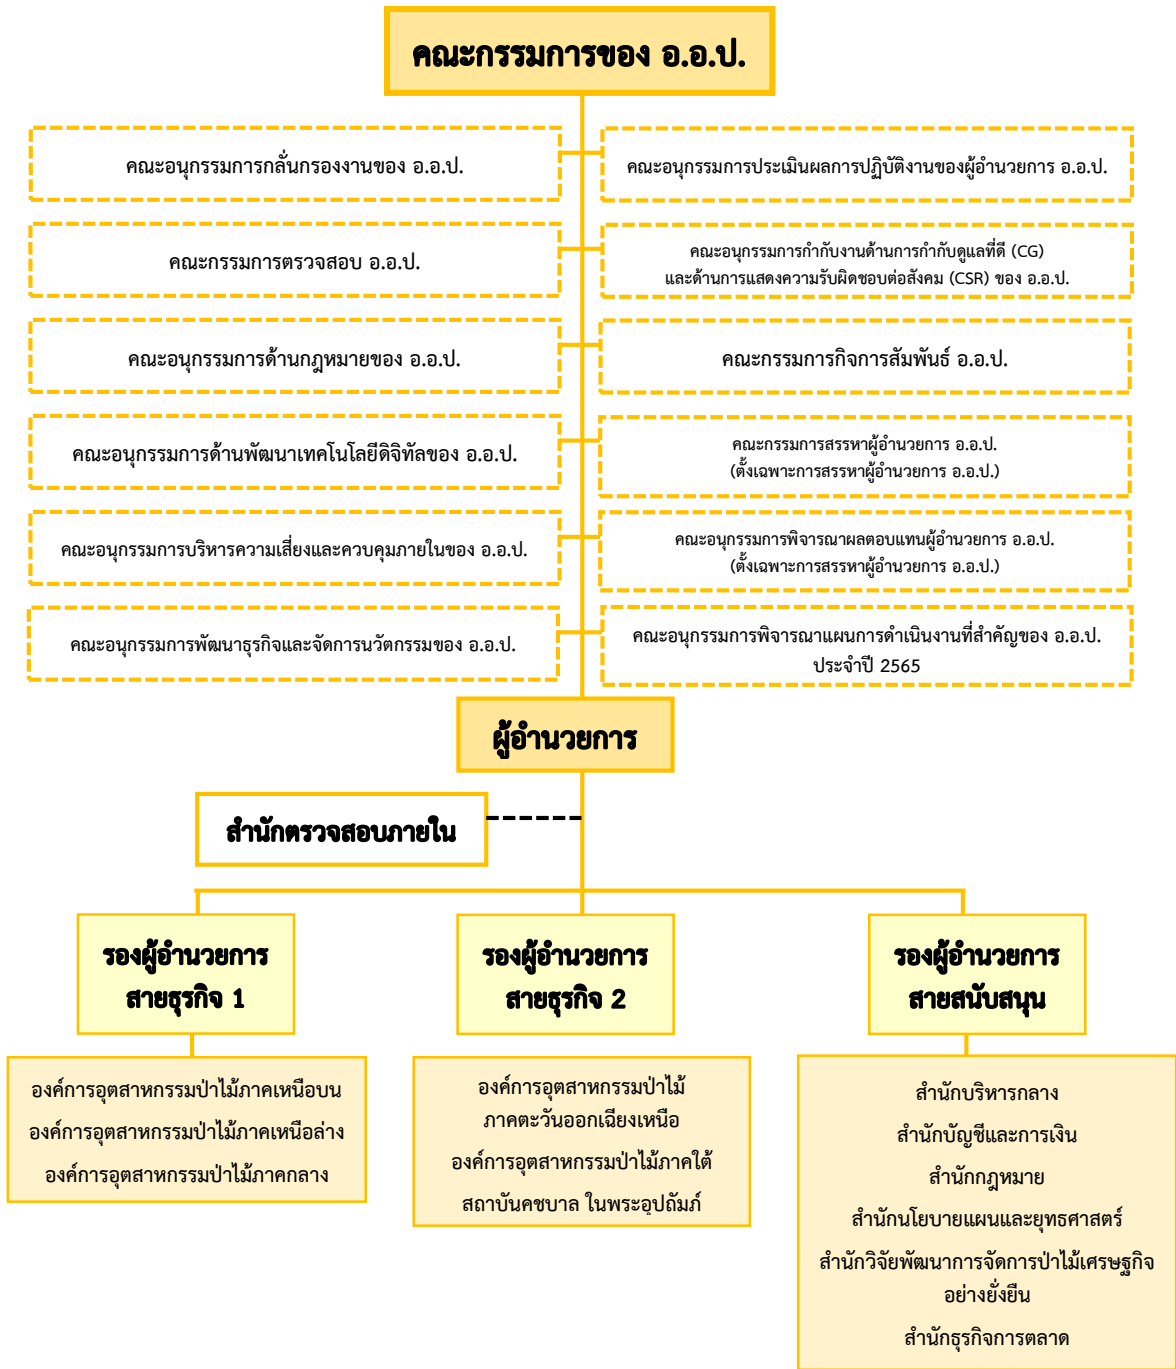 คณะกรรมการของ อ.อ.ป.
คณะอนุกรรมการกลั่นกรองงานของ อ.อ.ป.
คณะอนุกรรมการประเมินผลการปฏิบัติงานของผู้อำนวยการ อ.อ.ป.
คณะกรรมการตรวจสอบ อ.อ.ป.
คณะอนุกรรมการกำกับงานด้านการกำกับดูแลที่ดี (CG)
และด้านการแสดงความรับผิดชอบต่อสังคม (CSR) ของ อ.อ.ป.
คณะอนุกรรมการด้านกฎหมายของ อ.อ.ป.
คณะกรรมการกิจการสัมพันธ์ อ.อ.ป.
คณะอนุกรรมการด้านพัฒนาเทคโนโลยีดิจิทัลของ อ.อ.ป.
คณะกรรมการสรรหาผู้อำนวยการ อ.อ.ป.
(ตั้งเฉพาะการสรรหาผู้อำนวยการ อ.อ.ป.)
คณะอนุกรรมการบริหารความเสี่ยงและควบคุมภายในของ อ.อ.ป.
คณะอนุกรรมการพิจารณาผลตอบแทนผู้อำนวยการ อ.อ.ป.
(ตั้งเฉพาะการสรรหาผู้อำนวยการ อ.อ.ป.)
คณะอนุกรรมการพัฒนาธุรกิจและจัดการนวัตกรรมของ อ.อ.ป.
คณะอนุกรรมการพิจารณาแผนการดำเนินงานที่สำคัญของ อ.อ.ป.
ประจำปี 2565
ผู้อำนวยการ
สำนักตรวจสอบภายใน
รองผู้อำนวยการ
สายธุรกิจ 1
องค์การอุตสาหกรรมป่าไม้ภาคเหนือบน
องค์การอุตสาหกรรมป่าไม้ภาคเหนือล่าง
องค์การอุตสาหกรรมป่าไม้ภาคกลาง
รองผู้อำนวยการ
สายธุรกิจ 2
องค์การอุตสาหกรรมป่าไม้
ภาคตะวันออกเฉียงเหนือ
องค์การอุตสาหกรรมป่าไม้ภาคใต้
สถาบันคชบาล ในพระอุปถัมภ์
รองผู้อำนวยการ
สายสนับสนุน
สำนักบริหารกลาง
สำนักบัญชีและการเงิน
สำนักกฎหมาย
สำนักนโยบายแผนและยุทธศาสตร์
สำนักวิจัยพัฒนาการจัดการป่าไม้เศรษฐกิจ
อย่างยั่งยืน
สำนักธุรกิจการตลาด